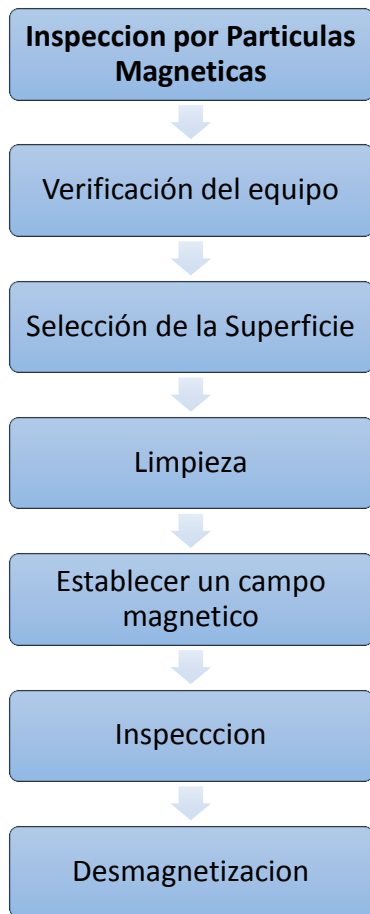 Inspeccion por Particulas
Magneticas
Verificación del equipo
Selección de la Superficie
Limpieza
Establecer un campo
magnetico
Inspecccion
Desmagnetizacion